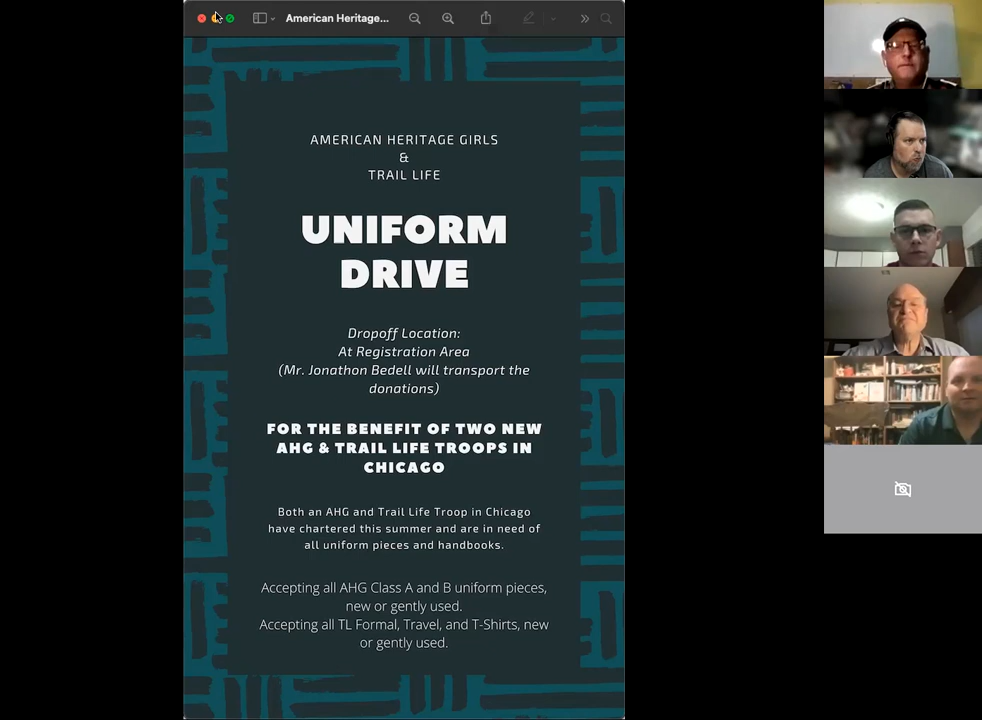 American Heritage...
AMERICAN HERITAGE GIRLS
&
TRAIL LIFE
UNIFORM
DRIVE
Dropoff Location:
At Registration Area
(Mr. Jonathon Bedell will transport the
donations)
FOR THE BENEFIT OF TWO NEW
AHG & TRAIL LIFE TROOPS IN
CHICAGO
Both an AHG and Trail Life Troop in Chicago
have chartered this summer and are in need of
all uniform pieces and handbooks.
Accepting all AHG Class A and B uniform pieces,
new or gently used.
Accepting all TL Formal, Travel, and T-Shirts, new
or gently used.